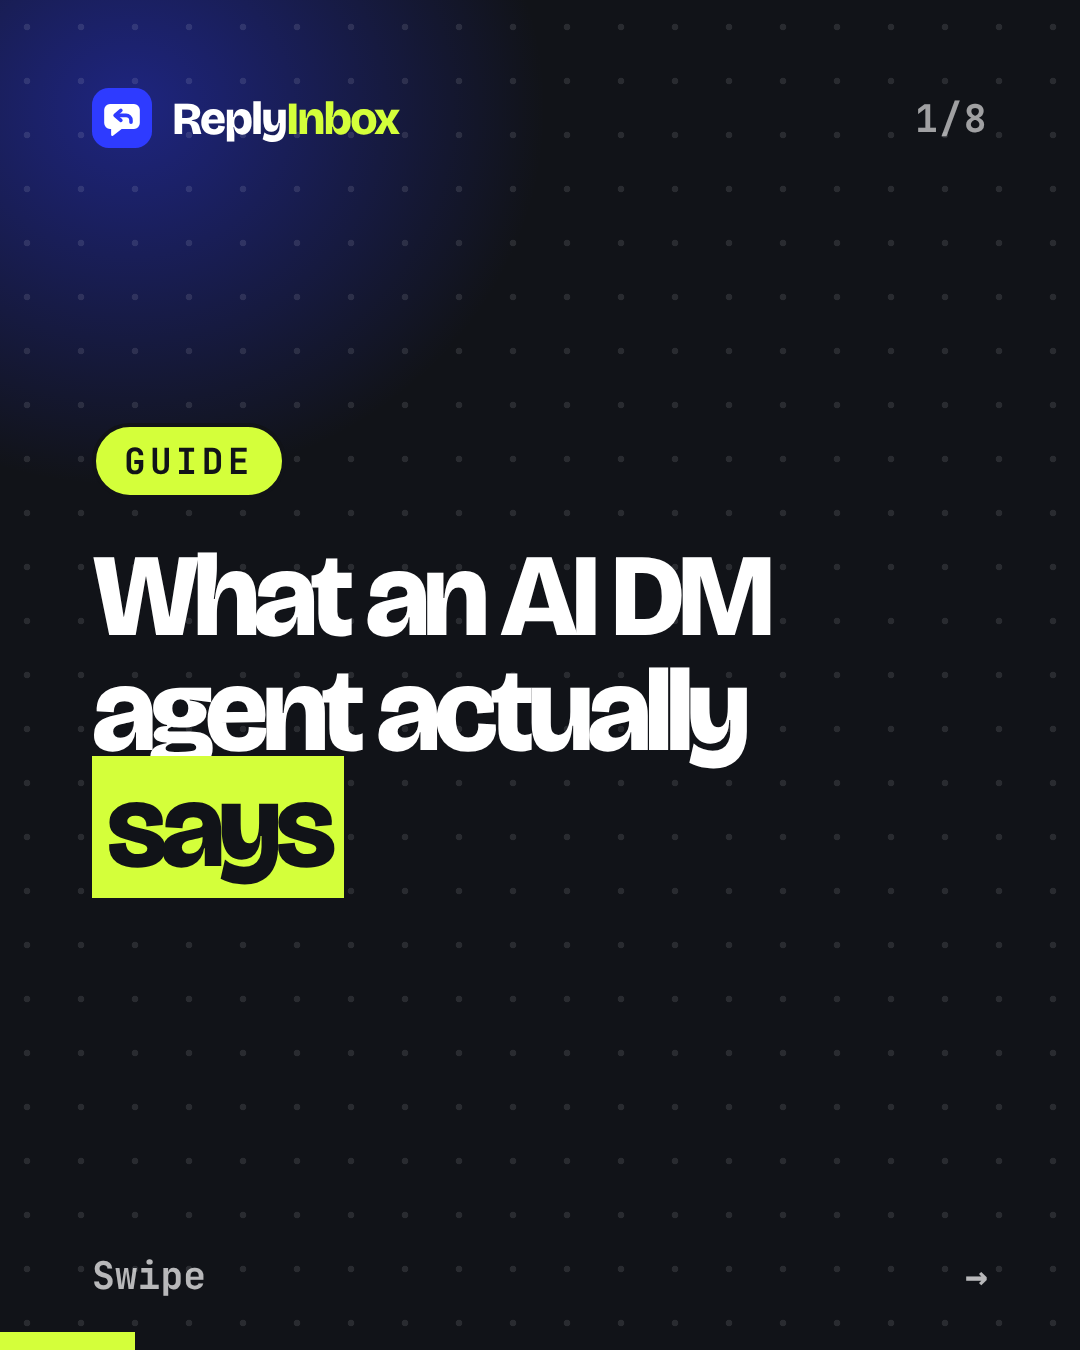 ReplyInbox
1/8
GUIDE
What an AI DM
agent actually
says
Swipe
→